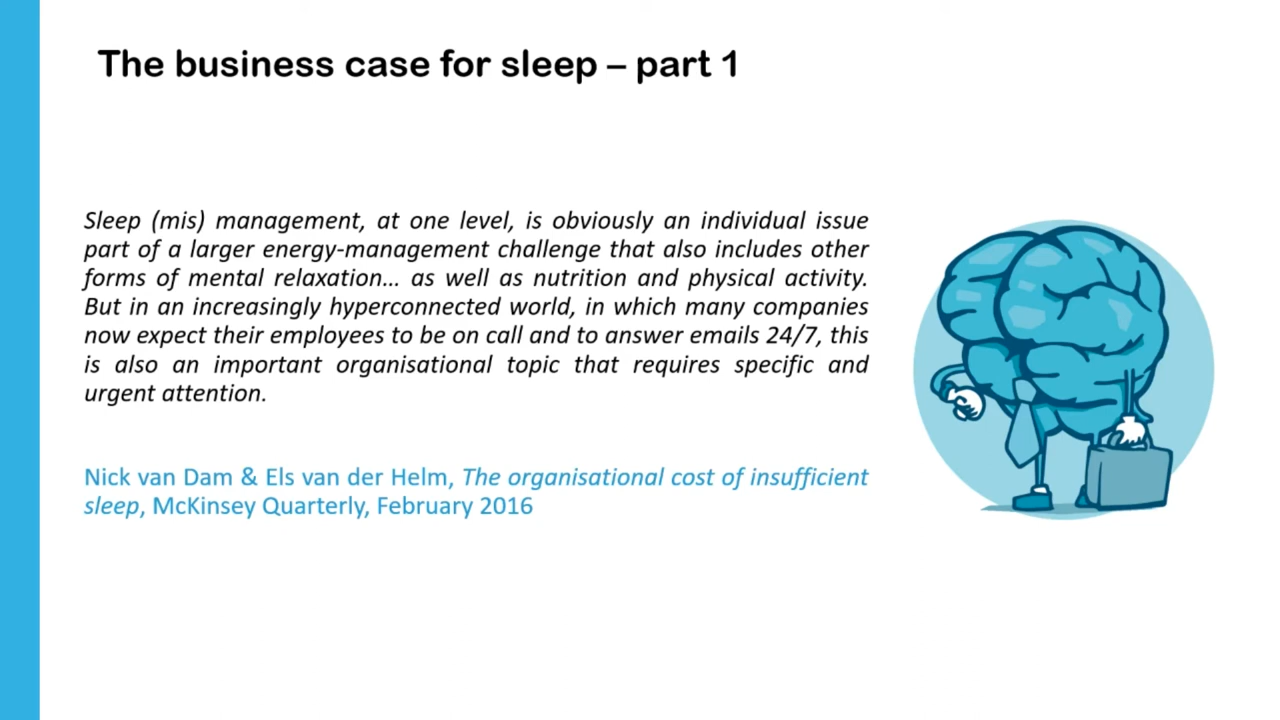 The business case for sleep – part 1
Sleep (mis) management, at one level, is obviously an individual issue
part of a larger energy-management challenge that also includes other
forms of mental relaxation... as well as nutrition and physical activity.
But in an increasingly hyperconnected world, in which many companies
now expect their employees to be on call and to answer emails 24/7, this
is also an important organisational topic that requires specific and
urgent attention.
Nick van Dam & Els van der Helm, The organisational cost of insufficient
sleep, McKinsey Quarterly, February 2016